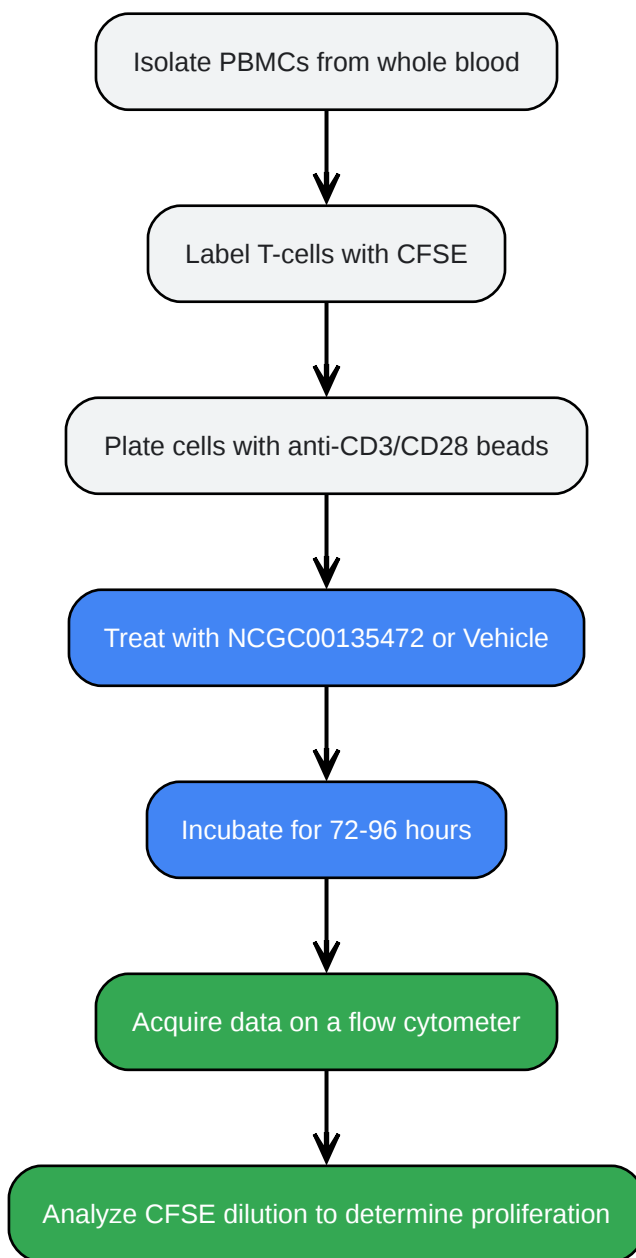 Isolate PBMCs from whole blood
Label T-cells with CFSE
Plate cells with anti-CD3/CD28 beads
Treat with NCGC00135472 or Vehicle
Incubate for 72-96 hours
Acquire data on a flow cytometer
Analyze CFSE dilution to determine proliferation